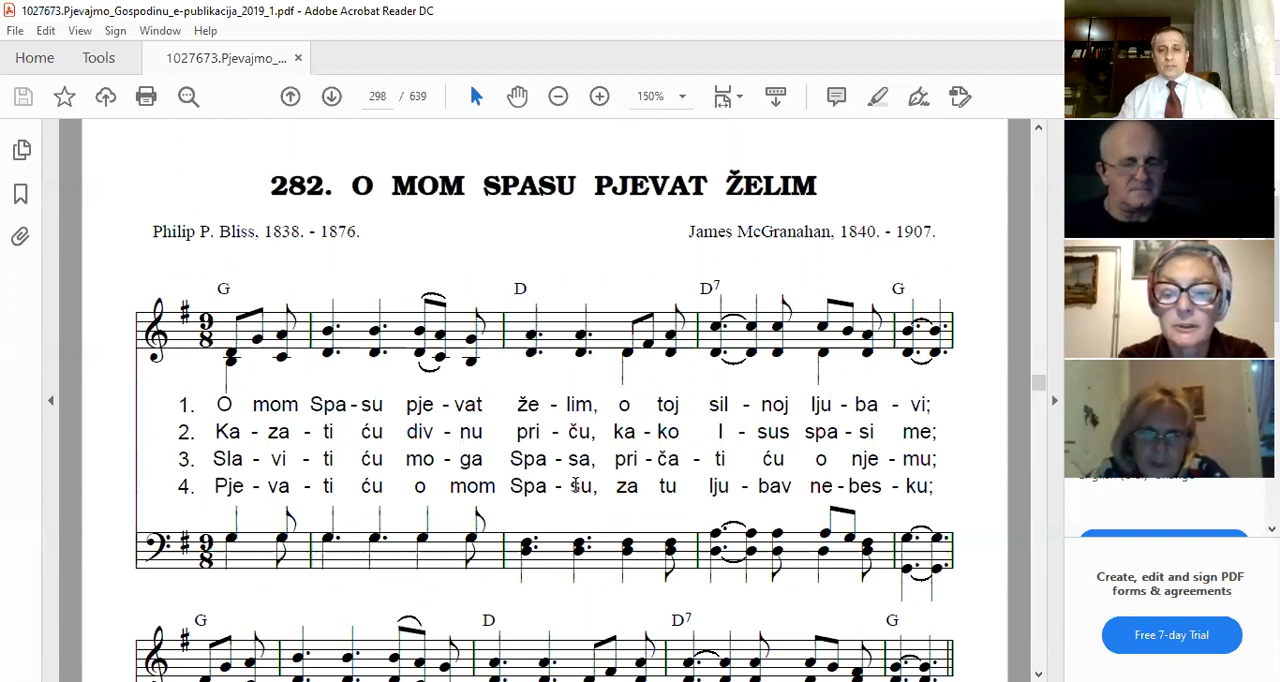 1027673.Pjevajmo_Gospodinu_e-publikacija_2019_1.pdf - Adobe Acrobat Reader DC
File Edit View Sign Window Help
Home Tools 1027673.Pjevajmo_... ×
298 / 639 150%
282. O MOM SPASU PJEVAT ŽELIM
Philip P. Bliss, 1838. - 1876. James McGranahan, 1840. - 1907.
G D D7 G
9 8
1. O mom Spa - su pje - vat že - lim, o toj sil - noj lju - ba - vi;
2. Ka - za - ti ću div - nu pri - ču, ka - ko I - sus spa - si me;
3. Sla - vi - ti ću mo - ga Spa - sa, pri - ča - ti ću o nje - mu;
4. Pje - va - ti ću o mom Spa - su, za tu lju - bav ne - bes - ku;
9 8
G D D7 G
Create, edit and sign PDF
forms & agreements
Free 7-day Trial